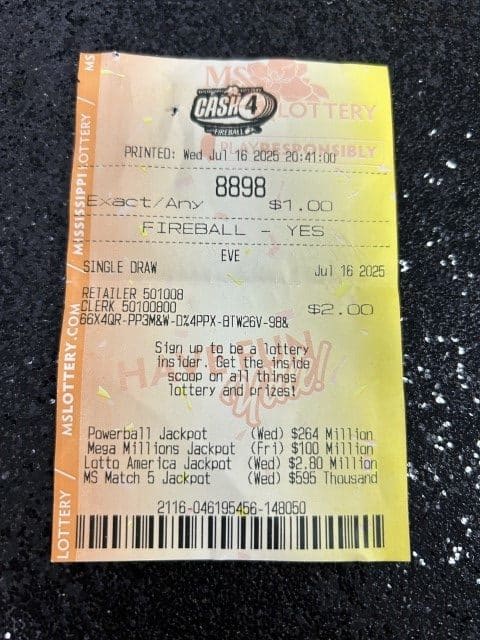 MS LOTTERY
CASH 4
FIREBALL
PLAY RESPONSIBLY
PRINTED: Wed Jul 16 2025 20:41:00
8898
Exact/Any $1.00
FIREBALL - YES
EVE
SINGLE DRAW Jul 16 2025
RETAILER 501008
CLERK 50100800 $2.00
66X4QR-PP3M&W-D%4PPX-BTW26V-98&
Sign up to be a lottery
insider. Get the inside
scoop on all things
lottery and prizes!
Powerball Jackpot (Wed) $264 Million
Mega Millions Jackpot (Fri) $100 Million
Lotto America Jackpot (Wed) $2.80 Million
MS Match 5 Jackpot (Wed) $595 Thousand
2116-046195456-148050
LOTTERY / MSLOTTERY.COM / MISSISSIPPI LOTTERY / MS